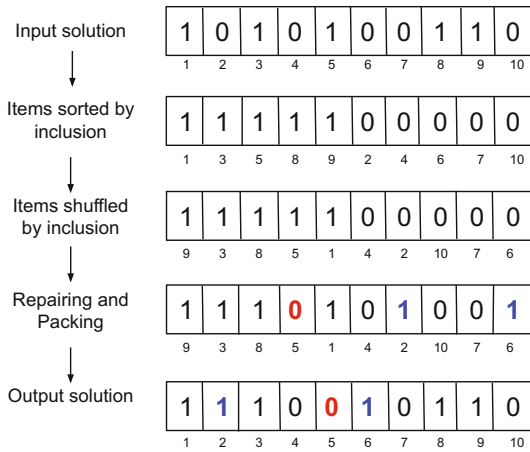 Input solution
1 0 1 0 1 0 0 1 1 0
1 2 3 4 5 6 7 8 9 10
Items sorted by
inclusion
1 1 1 1 1 0 0 0 0 0
1 3 5 8 9 2 4 6 7 10
Items shuffled
by inclusion
1 1 1 1 1 0 0 0 0 0
9 3 8 5 1 4 2 10 7 6
Repairing and
Packing
1 1 1 0 1 0 1 0 0 1
9 3 8 5 1 4 2 10 7 6
Output solution
1 1 1 0 0 1 0 1 1 0
1 2 3 4 5 6 7 8 9 10